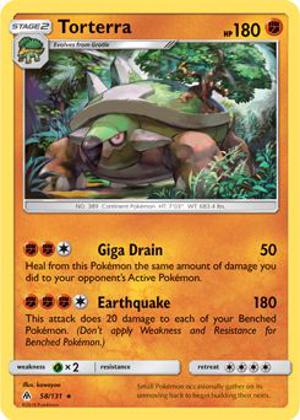 STAGE 2 Torterra HP 180
Evolves from Grotle
NO. 389 Continent Pokémon HT: 7'03" WT: 683.4 lbs.
Giga Drain 50
Heal from this Pokémon the same amount of damage you
did to your opponent's Active Pokémon.
Earthquake 180
This attack does 20 damage to each of your Benched
Pokémon. (Don't apply Weakness and Resistance for
Benched Pokémon.)
weakness ×2 resistance retreat
Illus. kawayoo
58/131
Small Pokémon occasionally gather on its
unmoving back to begin building their nests.
©2018 Pokémon